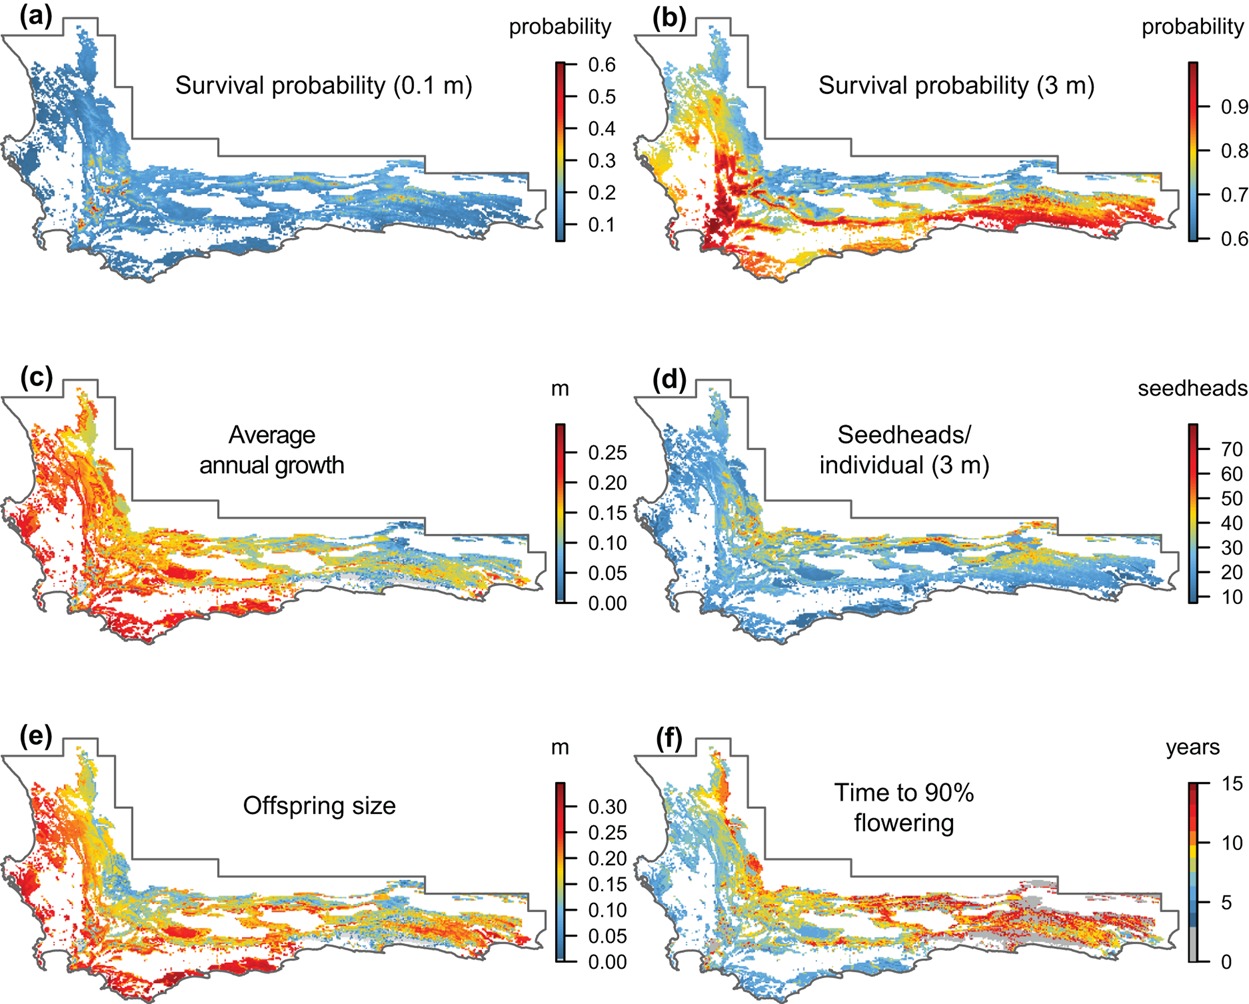 (a)
probability
Survival probability (0.1 m)
0.6
0.5
0.4
0.3
0.2
0.1
(b)
probability
Survival probability (3 m)
0.9
0.8
0.7
0.6
(c)
m
Average
annual growth
0.25
0.20
0.15
0.10
0.05
0.00
(d)
seedheads
Seedheads/
individual (3 m)
70
60
50
40
30
20
10
(e)
m
Offspring size
0.30
0.25
0.20
0.15
0.10
0.05
0.00
(f)
years
Time to 90%
flowering
15
10
5
0